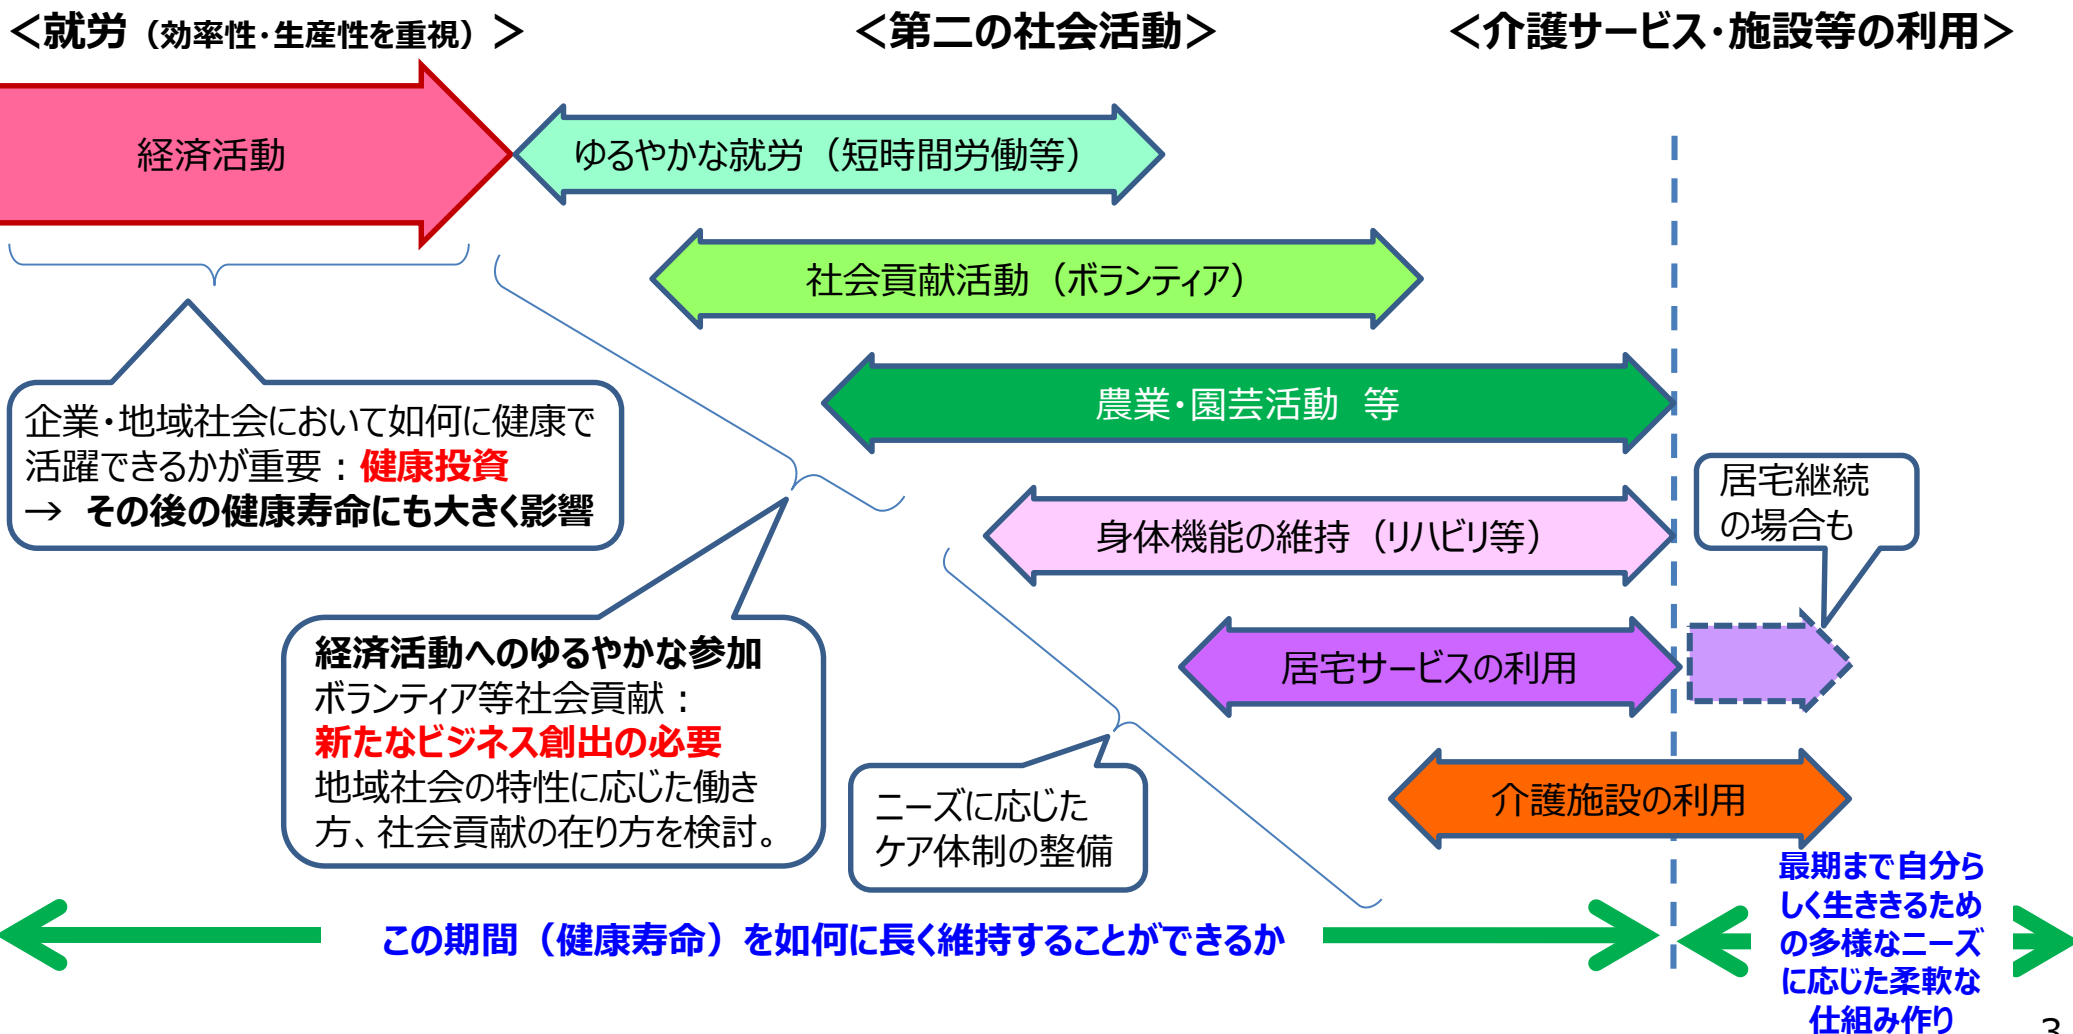 ＜就労（効率性・生産性を重視）＞
＜第二の社会活動＞
＜介護サービス・施設等の利用＞
経済活動
ゆるやかな就労（短時間労働等）
社会貢献活動（ボランティア）
農業・園芸活動　等
企業・地域社会において如何に健康で
活躍できるかが重要：健康投資
→ その後の健康寿命にも大きく影響
身体機能の維持（リハビリ等）
居宅継続
の場合も
経済活動へのゆるやかな参加
ボランティア等社会貢献：
新たなビジネス創出の必要
地域社会の特性に応じた働き
方、社会貢献の在り方を検討。
居宅サービスの利用
ニーズに応じた
ケア体制の整備
介護施設の利用
この期間（健康寿命）を如何に長く維持することができるか
最期まで自分ら
しく生ききるため
の多様なニーズ
に応じた柔軟な
仕組み作り
3